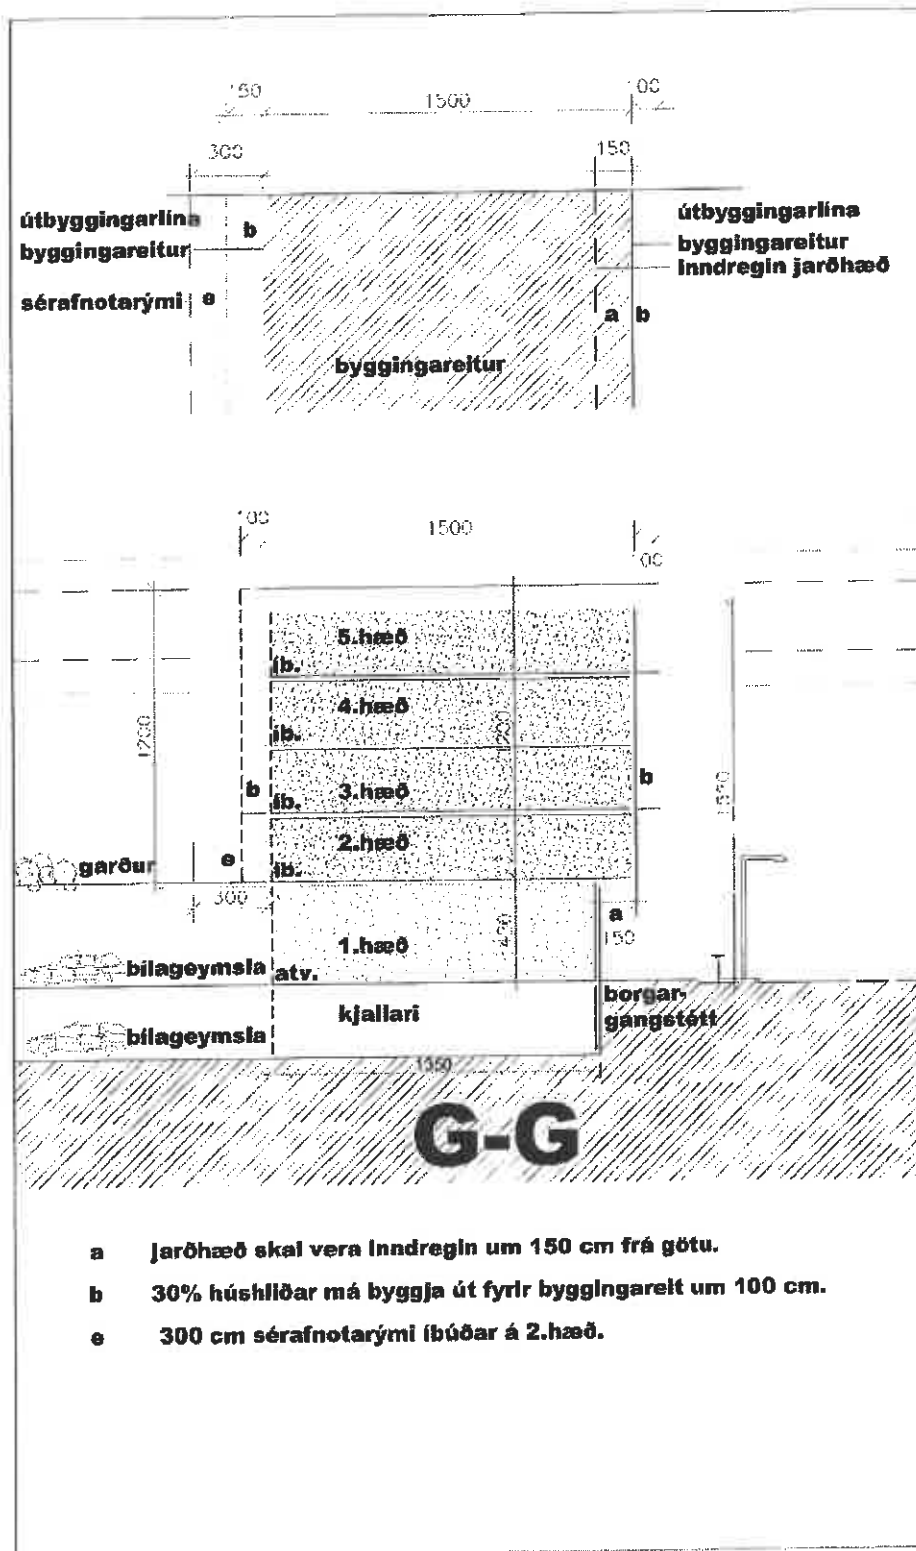 150 1500 100
300 150
útbyggingarlína b útbyggingarlína
byggingareitur byggingareitur
inndregin jarðhæð
sérafnotarými e a b
byggingareitur
100 1500
100
5.hæð
íb.
4.hæð
1200 íb. 1200
b íb. 3.hæð b
2.hæð
garður e íb.
300 a
1.hæð 150
bílageymsla atv.
kjallari borgar-
gangstétt
bílageymsla
1350
G-G
a jarðhæð skal vera inndregin um 150 cm frá götu.
b 30% húshliðar má byggja út fyrir byggingareit um 100 cm.
e 300 cm sérafnotarými íbúðar á 2.hæð.